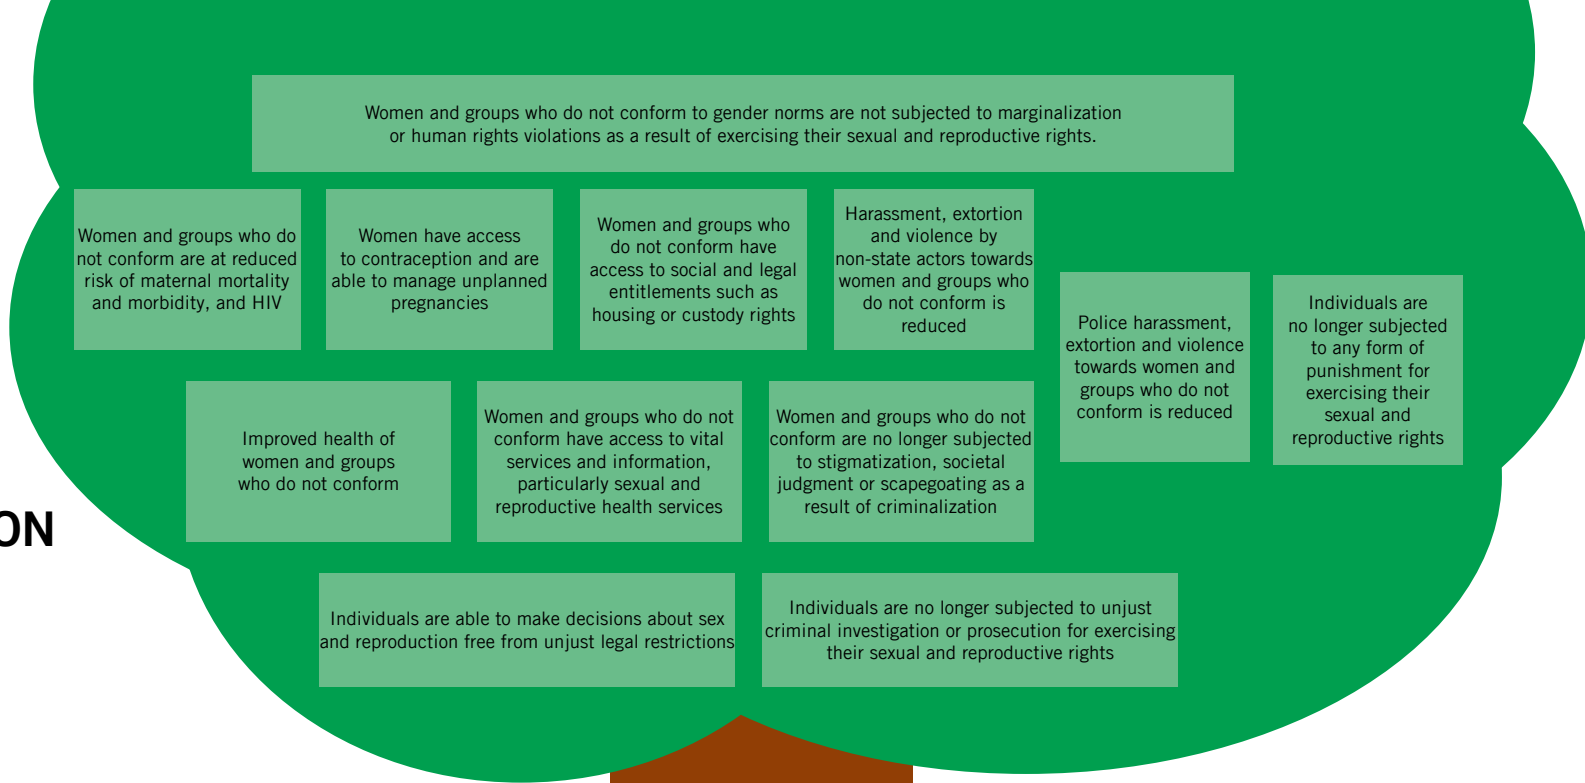 Women and groups who do not conform to gender norms are not subjected to marginalization
or human rights violations as a result of exercising their sexual and reproductive rights.
Women and groups who do
not conform are at reduced
risk of maternal mortality
and morbidity, and HIV
Women have access
to contraception and are
able to manage unplanned
pregnancies
Women and groups who
do not conform have
access to social and legal
entitlements such as
housing or custody rights
Harassment, extortion
and violence by
non-state actors towards
women and groups who
do not conform is
reduced
Police harassment,
extortion and violence
towards women and
groups who do not
conform is reduced
Individuals are
no longer subjected
to any form of
punishment for
exercising their
sexual and
reproductive rights
Improved health of
women and groups
who do not conform
Women and groups who do not
conform have access to vital
services and information,
particularly sexual and
reproductive health services
Women and groups who do not
conform are no longer subjected
to stigmatization, societal
judgment or scapegoating as a
result of criminalization
ON
Individuals are able to make decisions about sex
and reproduction free from unjust legal restrictions
Individuals are no longer subjected to unjust
criminal investigation or prosecution for exercising
their sexual and reproductive rights